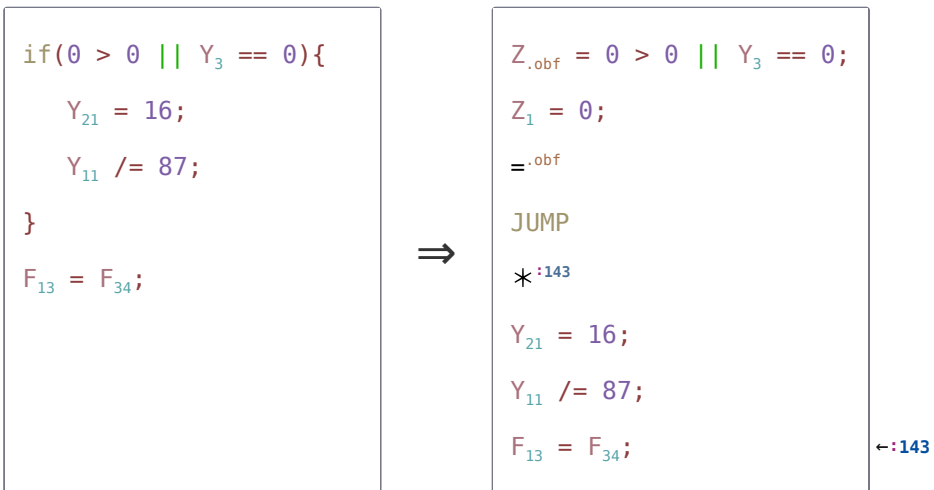 if(0 > 0 || Y₃ == 0){
Y₂₁ = 16;
Y₁₁ /= 87;
}
F₁₃ = F₃₄;
⇒
Z.obf = 0 > 0 || Y₃ == 0;
Z₁ = 0;
=.obf
JUMP
*:143
Y₂₁ = 16;
Y₁₁ /= 87;
F₁₃ = F₃₄;
←:143